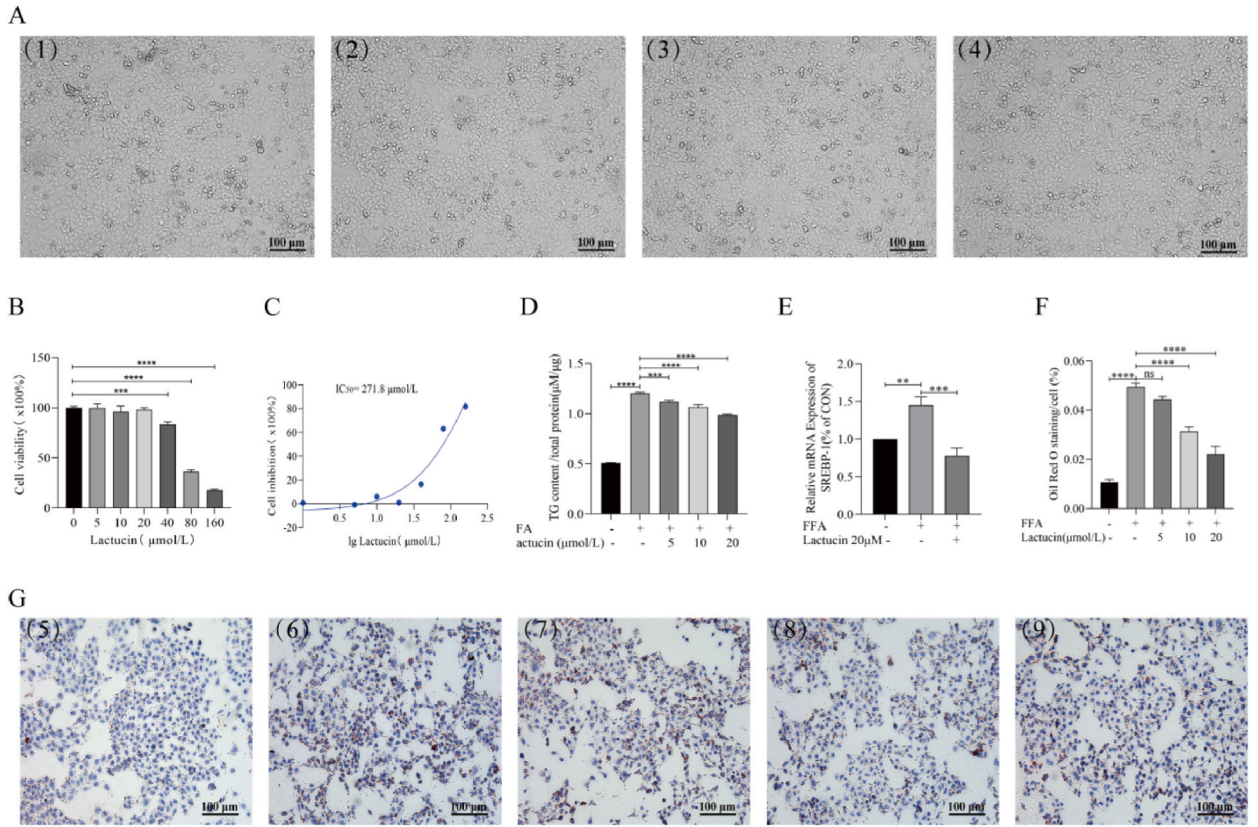 A
(1) (2) (3) (4)
100 μm 100 μm 100 μm 100 μm
B
Cell viability( x100%)
150
100
50
0
**** 
****
***
0 5 10 20 40 80 160
Lactucin( μmol/L)
C
Cell inhibition( x100%)
IC50= 271.8 μmol/L
100
80
60
40
20
0
-20
0.5 1.0 1.5 2.0 2.5
lg Lactucin( μmol/L)
D
TG content /total protein(μM/μg)
1.5
1.0
0.5
0.0
****
****
**** ***
FA - + + + +
actucin (μmol/L) - - 5 10 20
E
Relative mRNA Expression of
SREBP-1(% of CON)
2.0
1.5
1.0
0.5
0.0
** ***
FFA - + +
Lactucin 20μM - - +
F
Oil Red O staining/cell (%)
0.06
0.04
0.02
0.00
****
****
**** ns
FFA - + + + +
Lactucin(μmol/L) - - 5 10 20
G
(5) (6) (7) (8) (9)
100 μm 100 μm 100 μm 100 μm 100 μm